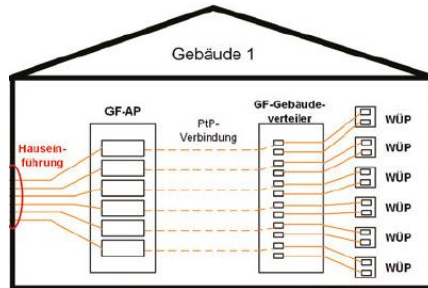 Gebäude 1
GF-AP
PtP-
Verbindung
GF-Gebäude-
verteiler
Hausein-
führung
WÜP
WÜP
WÜP
WÜP
WÜP
WÜP